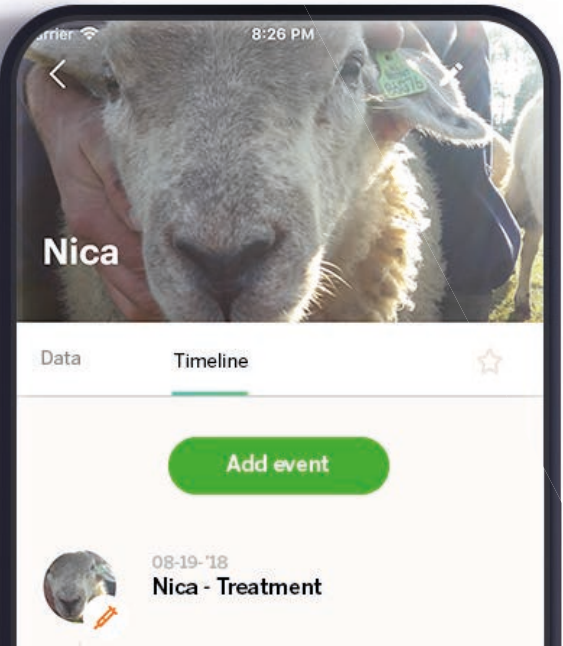 8:26 PM
Nica
Data
Timeline
Add event
08-19-'18
Nica - Treatment